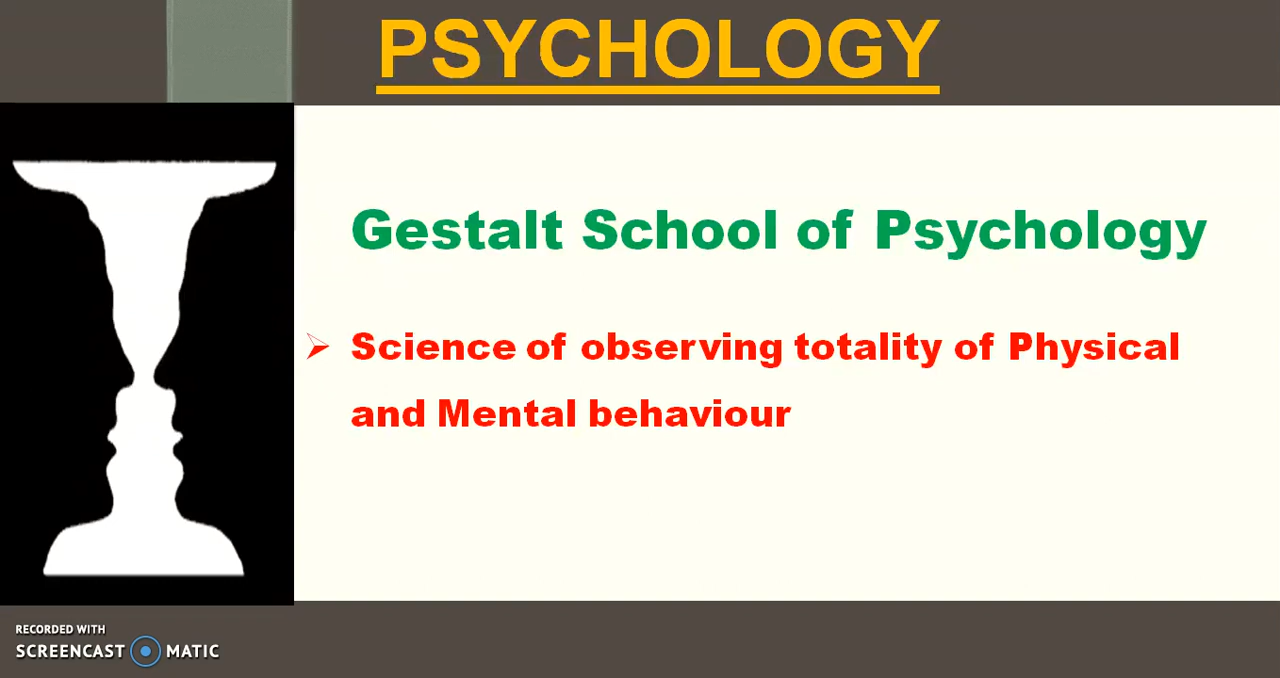 PSYCHOLOGY
Gestalt School of Psychology
➢ Science of observing totality of Physical
and Mental behaviour
RECORDED WITH
SCREENCAST MATIC